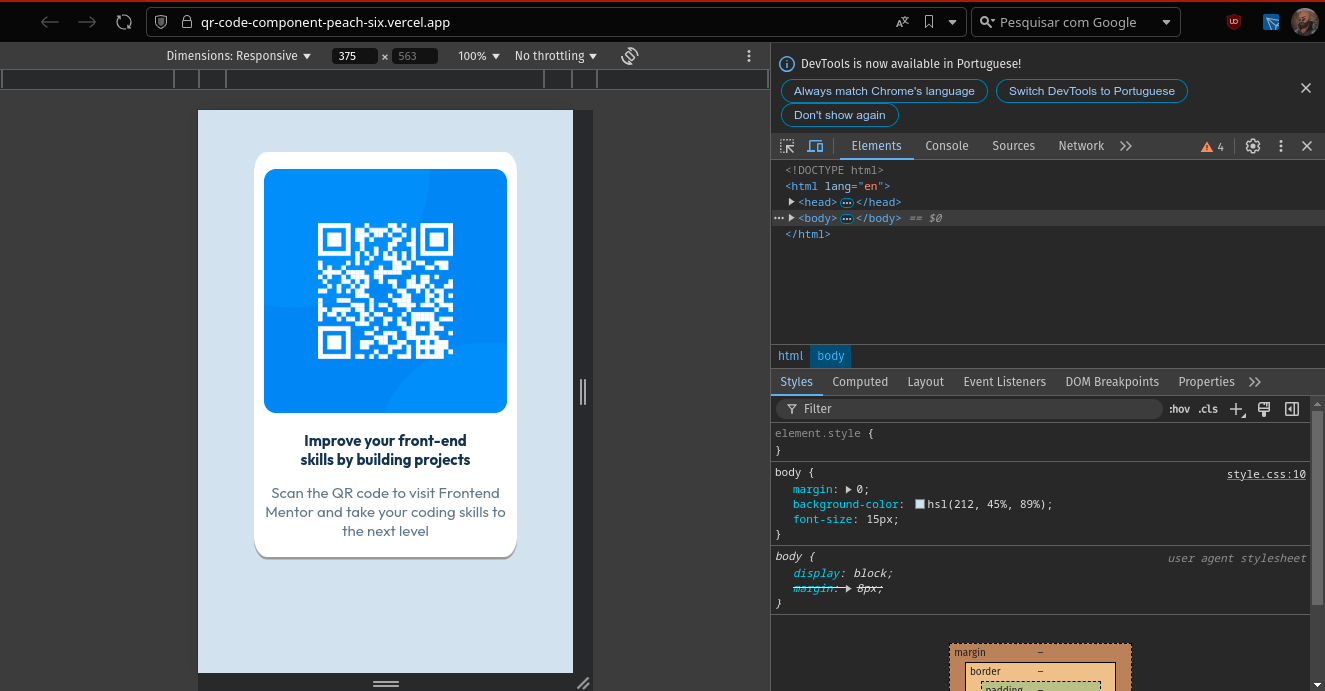 qr-code-component-peach-six.vercel.app
Pesquisar com Google
Dimensions: Responsive 375 × 563 100% No throttling
DevTools is now available in Portuguese!
Always match Chrome's language
Switch DevTools to Portuguese
Don't show again
Elements Console Sources Network 4
<!DOCTYPE html>
<html lang="en">
<head> ••• </head>
••• <body> ••• </body> == $0
</html>
html body
Styles Computed Layout Event Listeners DOM Breakpoints Properties
Filter :hov .cls
element.style {
}
body { style.css:10
margin: 0;
background-color: hsl(212, 45%, 89%);
font-size: 15px;
}
body { user agent stylesheet
display: block;
margin: 8px;
}
margin –
border –
padding
Improve your front-end
skills by building projects
Scan the QR code to visit Frontend
Mentor and take your coding skills to
the next level